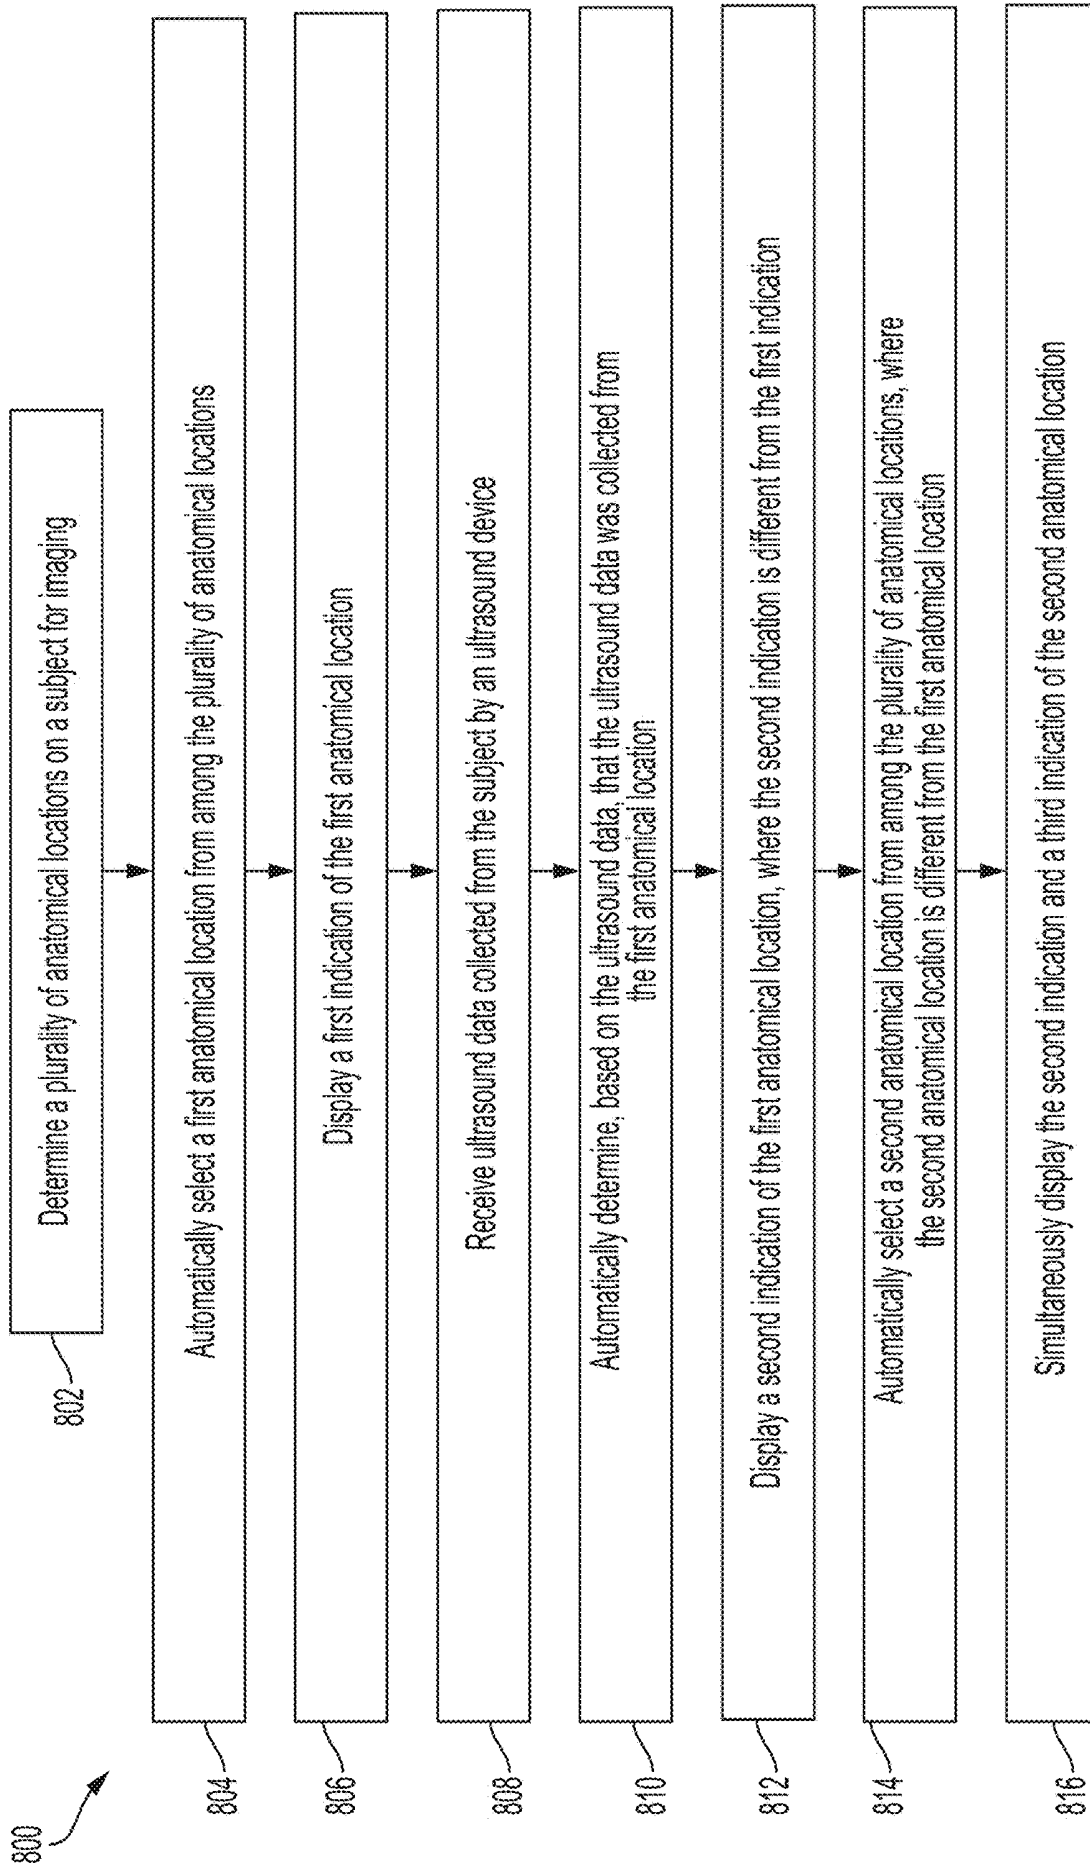 800
802
Determine a plurality of anatomical locations on a subject for imaging
804
Automatically select a first anatomical location from among the plurality of anatomical locations
806
Display a first indication of the first anatomical location
808
Receive ultrasound data collected from the subject by an ultrasound device
810
Automatically determine, based on the ultrasound data, that the ultrasound data was collected from
the first anatomical location
812
Display a second indication of the first anatomical location, where the second indication is different from the first indication
814
Automatically select a second anatomical location from among the plurality of anatomical locations, where
the second anatomical location is different from the first anatomical location
816
Simultaneously display the second indication and a third indication of the second anatomical location